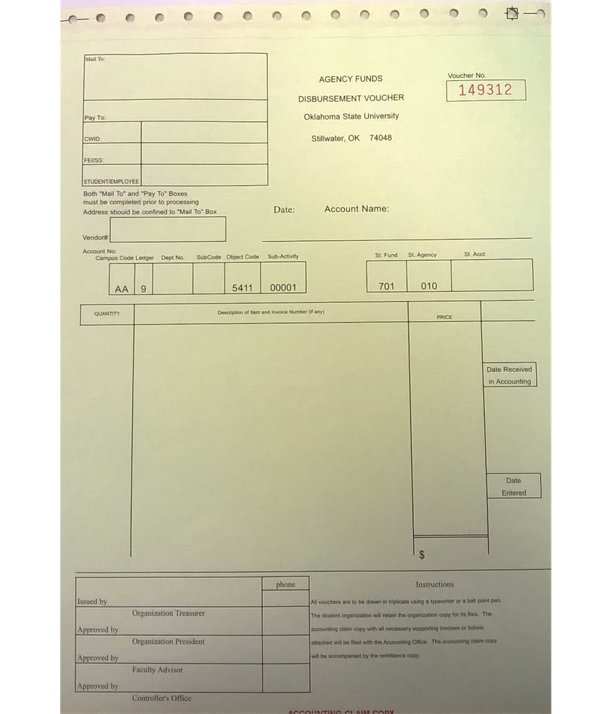 Mail To:
AGENCY FUNDS
DISBURSEMENT VOUCHER
Oklahoma State University
Stillwater, OK 74048
Voucher No.
149312
Pay To:
CWID:
FEI/SS:
STUDENT/EMPLOYEE
Both "Mail To" and "Pay To" Boxes
must be completed prior to processing
Address should be confined to "Mail To" Box
Date: Account Name:
Vendor#:
Account No:
Campus Code Ledger Dept No. SubCode Object Code Sub-Activity St. Fund St. Agency St. Acct:
AA 9 5411 00001 701 010
QUANTITY Description of Item and Invoice Number (if any) PRICE
Date Received
in Accounting
Date
Entered
$
phone Instructions
Issued by
Organization Treasurer
Approved by
Organization President
Approved by
Faculty Advisor
Approved by
Controller's Office
All vouchers are to be drawn in triplicate using a typewriter or a ball point pen.
The student organization will retain the organization copy for its files. The
accounting claim copy with all necessary supporting invoices or tickets
attached will be filed with the Accounting Office. The accounting claim copy
will be accompanied by the remittance copy.
ACCOUNTING CLAIM COPY